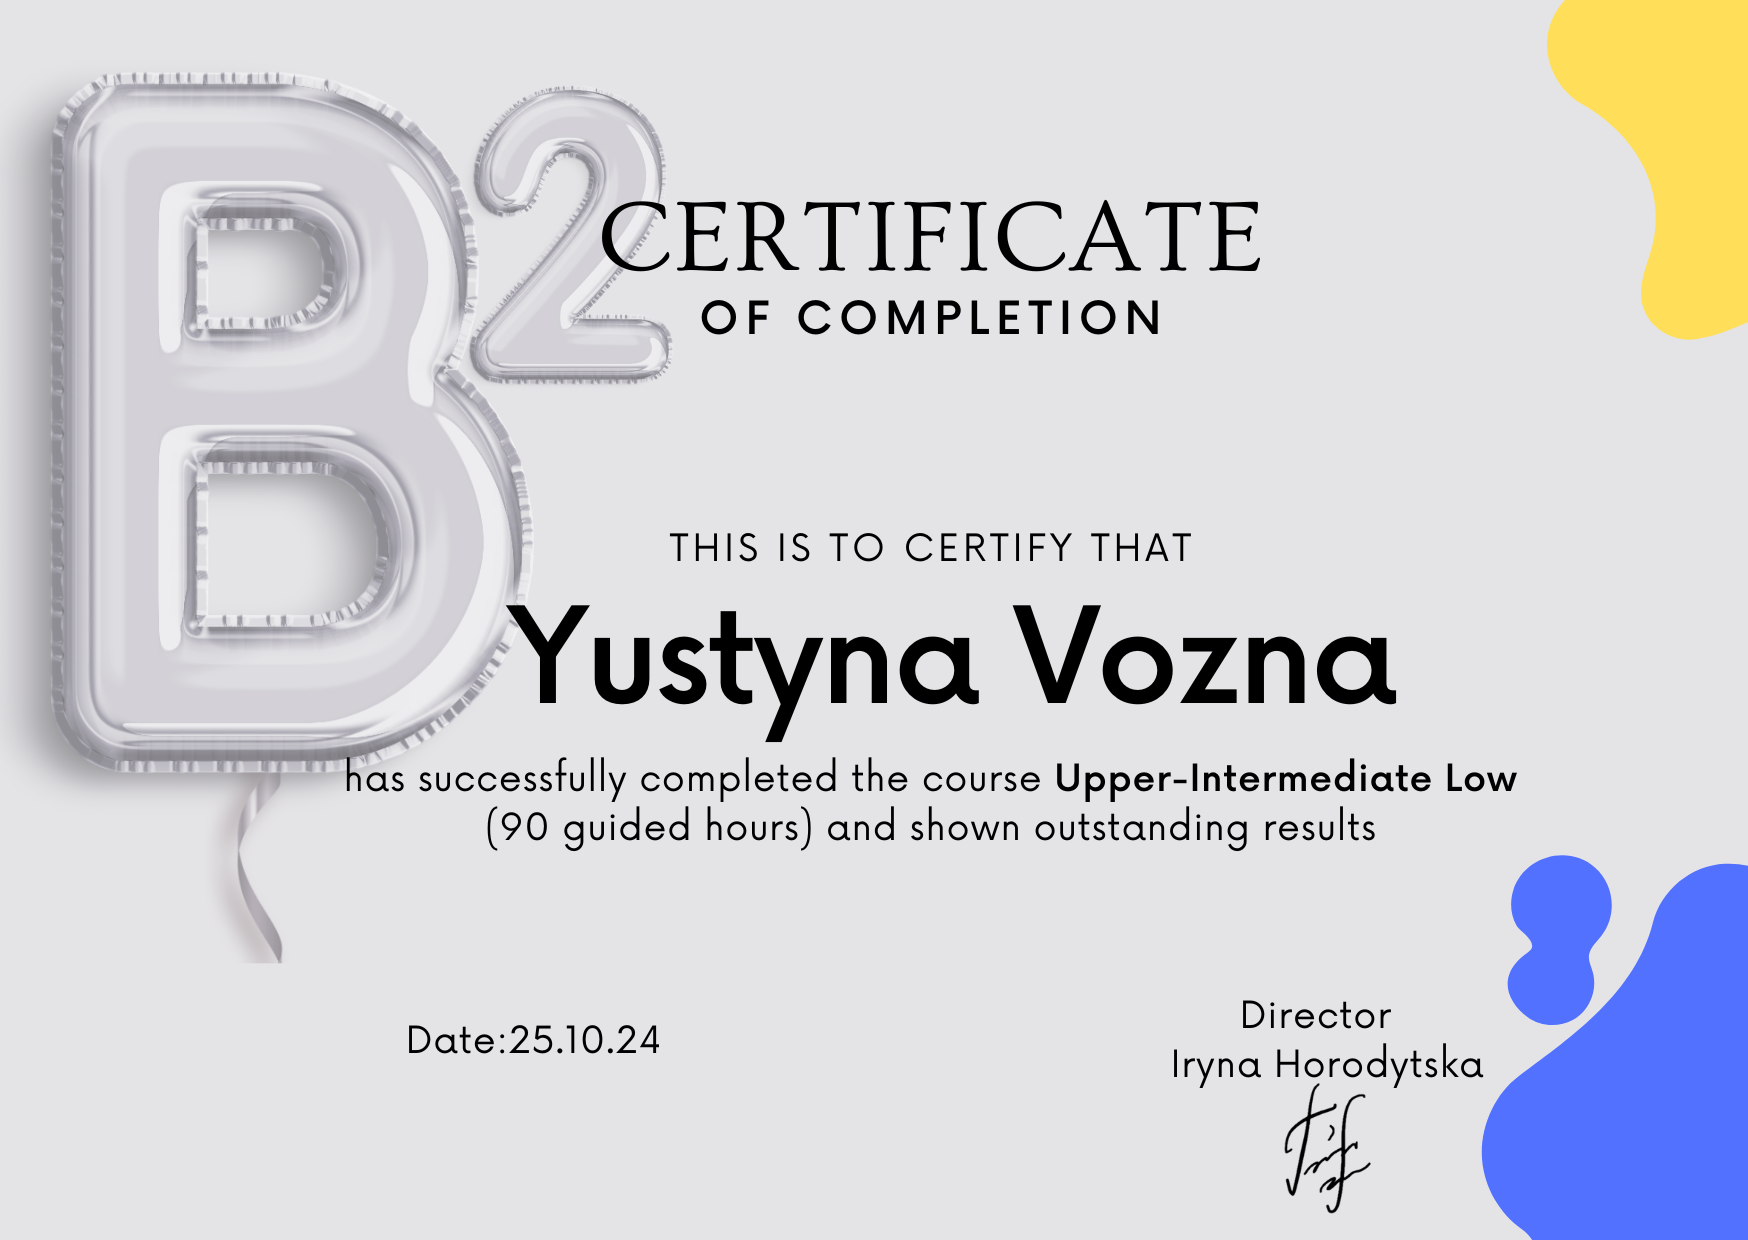 B2
CERTIFICATE
OF COMPLETION
THIS IS TO CERTIFY THAT
Yustyna Vozna
has successfully completed the course Upper-Intermediate Low
(90 guided hours) and shown outstanding results
Date:25.10.24
Director
Iryna Horodytska